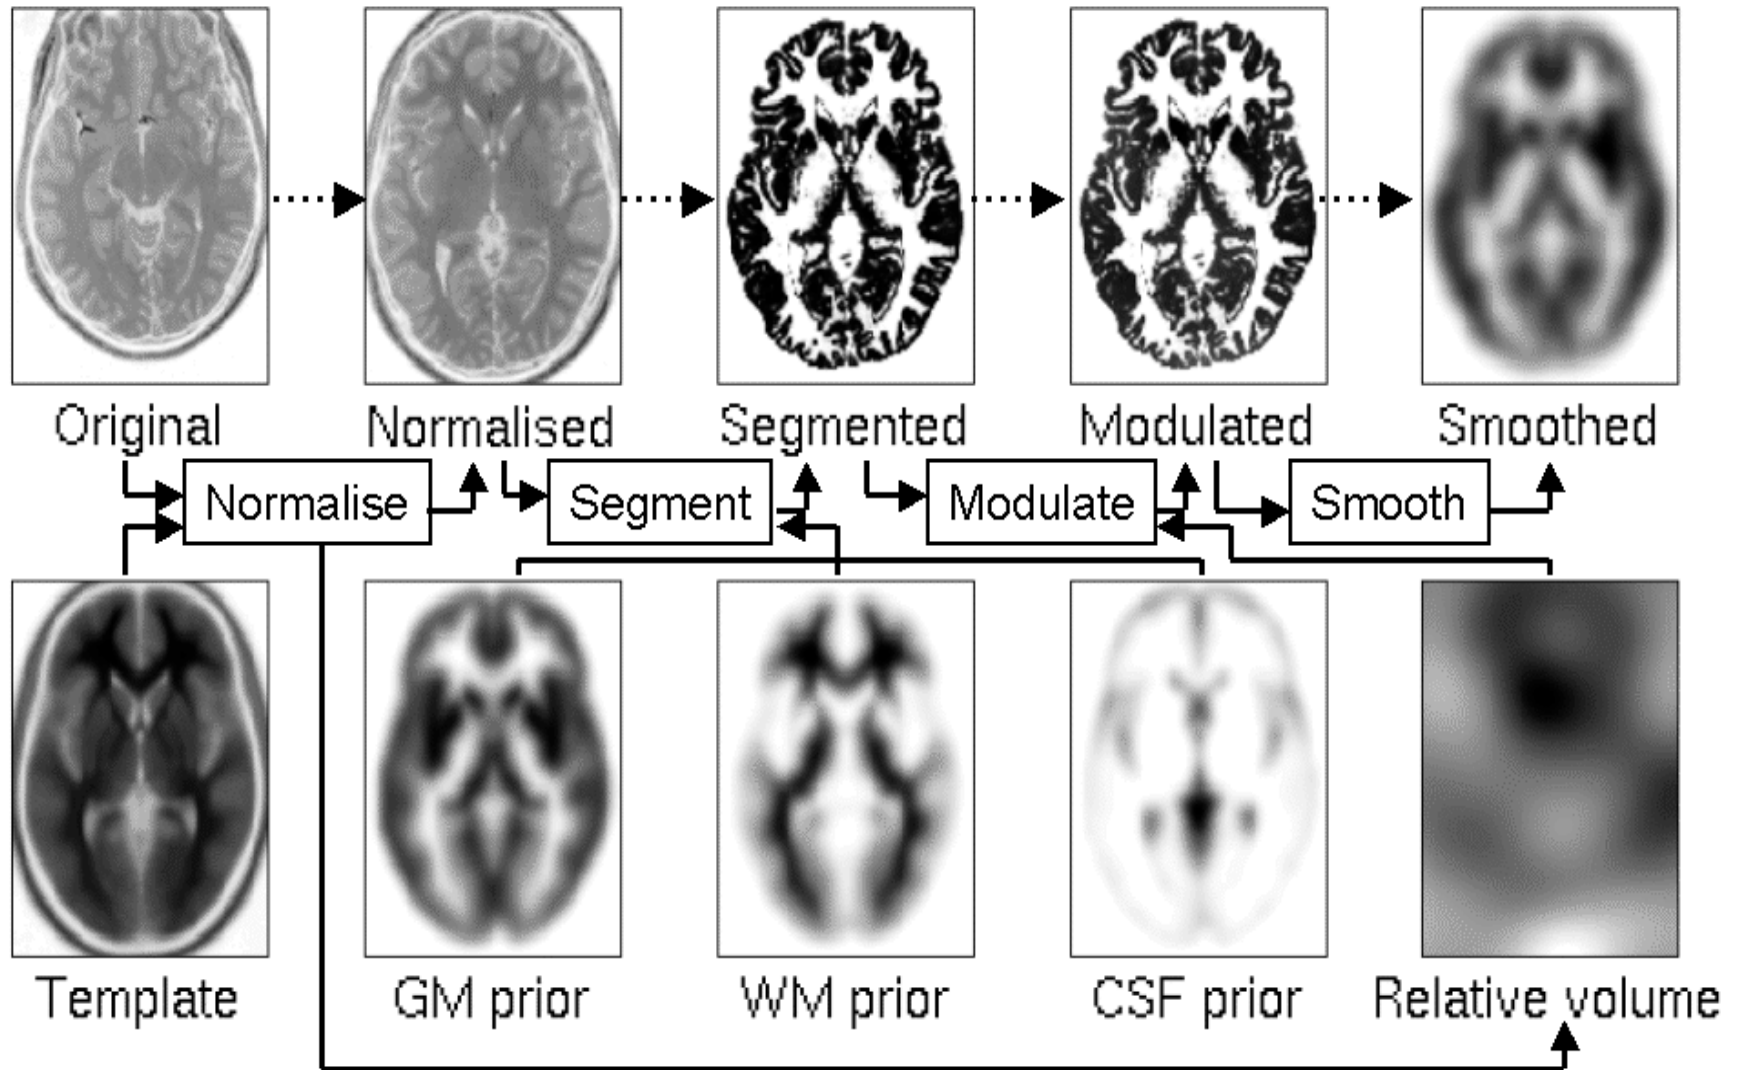 Original
Normalised
Segmented
Modulated
Smoothed
Normalise
Segment
Modulate
Smooth
Template
GM prior
WM prior
CSF prior
Relative volume